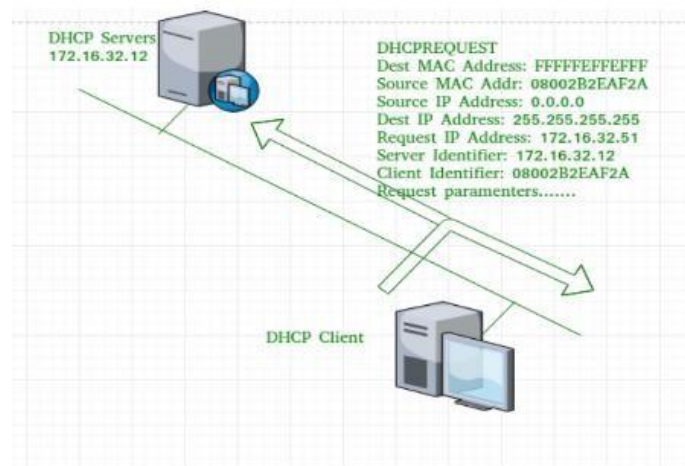 DHCP Servers
172.16.32.12
DHCPREQUEST
Dest MAC Address: FFFFFEFFEFFF
Source MAC Addr: 08002B2EAF2A
Source IP Address: 0.0.0.0
Dest IP Address: 255.255.255.255
Request IP Address: 172.16.32.51
Server Identifier: 172.16.32.12
Client Identifier: 08002B2EAF2A
Request paramenters.......
DHCP Client